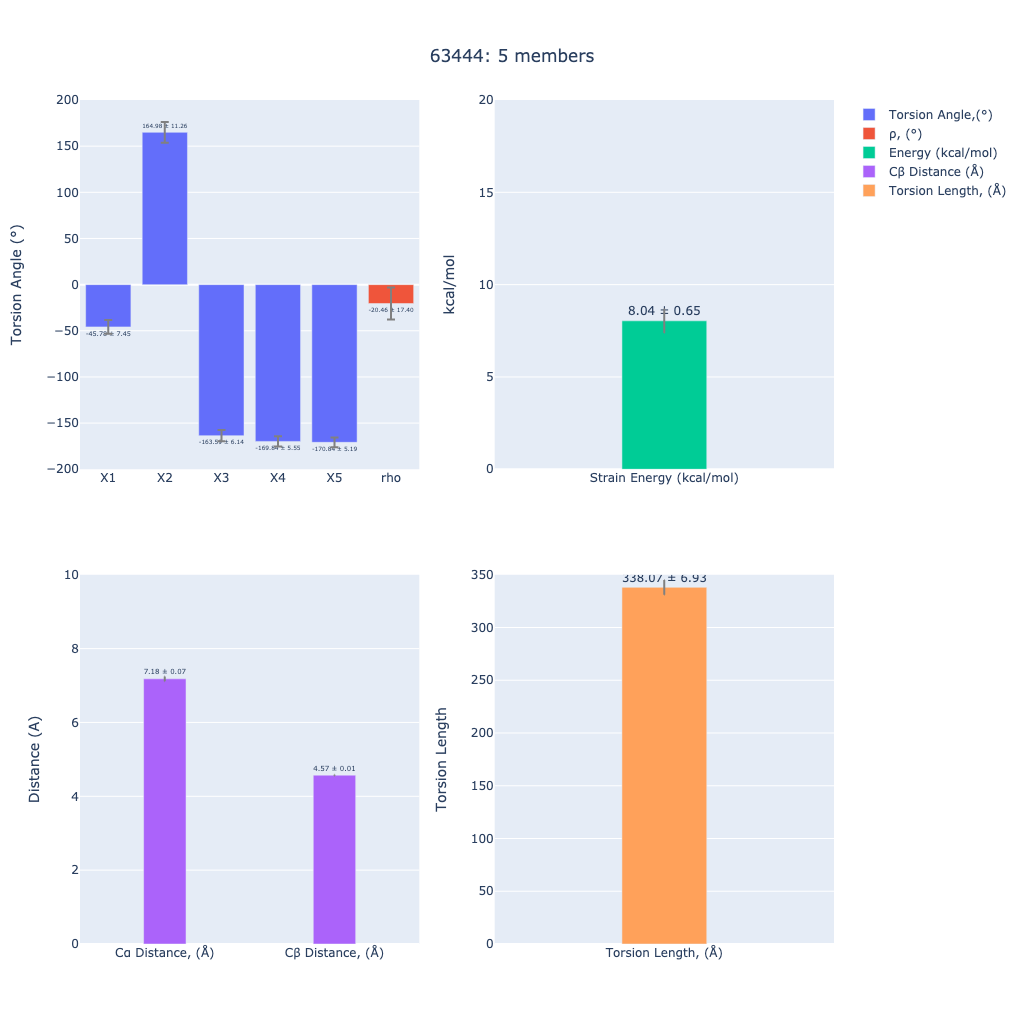 63444: 5 members
Torsion Angle (°)
200
150
100
50
0
−50
−100
−150
−200
164.98 ± 11.26
-45.78 ± 7.45
-20.46 ± 17.40
-163.59 ± 6.14
-169.84 ± 5.55
-170.84 ± 5.19
X1 X2 X3 X4 X5 rho
kcal/mol
20
15
10
5
0
8.04 ± 0.65
Strain Energy (kcal/mol)
Torsion Angle,(°)
ρ, (°)
Energy (kcal/mol)
Cβ Distance (Å)
Torsion Length, (Å)
Distance (A)
10
8
6
4
2
0
7.18 ± 0.07
4.57 ± 0.01
Cα Distance, (Å) Cβ Distance, (Å)
Torsion Length
350
300
250
200
150
100
50
0
338.07 ± 6.93
Torsion Length, (Å)